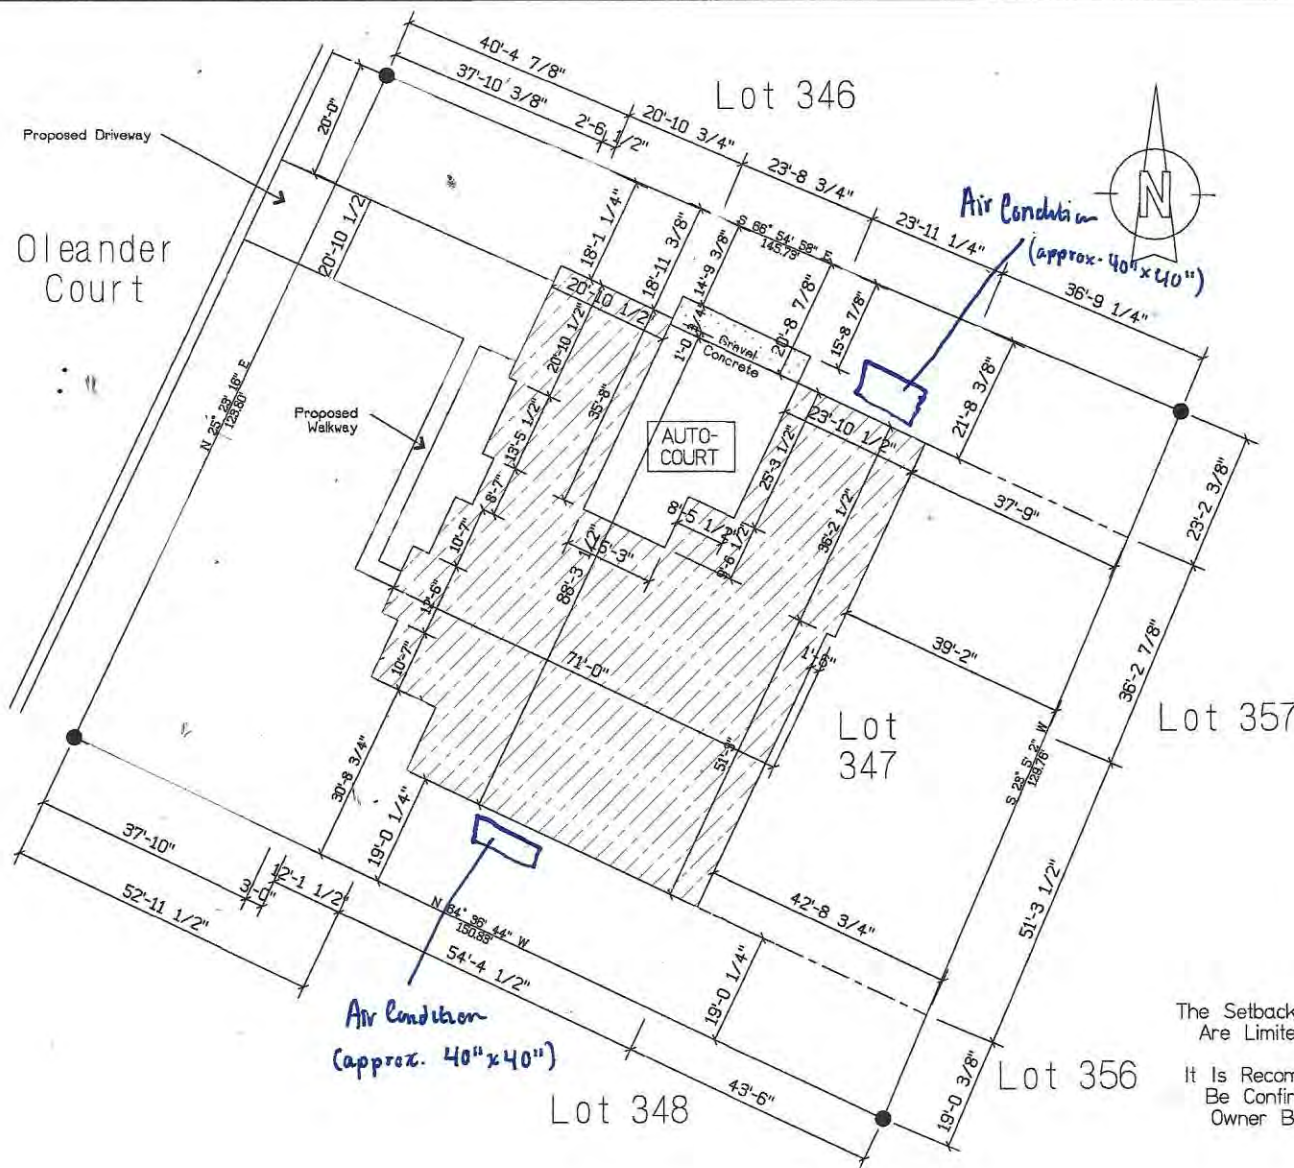 40'-4 7/8"
37'-10 3/8"
2'-6 1/2"
Lot 346
20'-10 3/4"
23'-8 3/4"
23'-11 1/4"
36'-9 1/4"
Proposed Driveway
20'-0"
Oleander
Court
20'-10 1/2
18'-1 1/4"
18'-11 3/8"
14'-9 3/8"
S 66° 54' 58" E
145.73'
20'-8 7/8"
15'-8 7/8"
Air Condition
(approx. 40"x40")
N
20'-10 1/2"
20'-10 1/2"
Gravel
Concrete
35'-8"
AUTO-
COURT
23'-10 1/2"
21'-8 3/8"
37'-9"
23'-2 3/8"
N 25° 23' 16" E
123.80'
Proposed
Walkway
13'-5 1/2"
8'-7"
10'-7"
12'-6"
10'-7"
25'-3 1/2"
8'-5 1/2"
9'-6 1/2"
36'-2 1/2"
88'-3 1/2"
71'-0"
1'-6"
39'-2"
36'-2 7/8"
Lot
347
Lot 357
51'-3"
30'-8 3/4"
19'-0 1/4"
42'-8 3/4"
51'-3 1/2"
37'-10"
3'-0"
12'-1 1/2"
52'-11 1/2"
N 64° 36' 44" W
150.83'
54'-4 1/2"
19'-0 1/4"
43'-6"
19'-0 3/8"
Air Condition
(approx. 40"x40")
Lot 348
Lot 356
The Setback
Are Limite
It Is Recom
Be Confir
Owner B